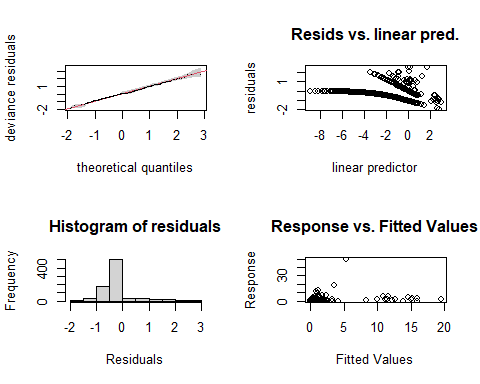 deviance residuals
-2 1
-2 -1 0 1 2 3
theoretical quantiles
Resids vs. linear pred.
residuals
-2 1
-8 -6 -4 -2 0 2
linear predictor
Histogram of residuals
Frequency
0 400
-2 -1 0 1 2 3
Residuals
Response vs. Fitted Values
Response
0 30
0 5 10 15 20
Fitted Values